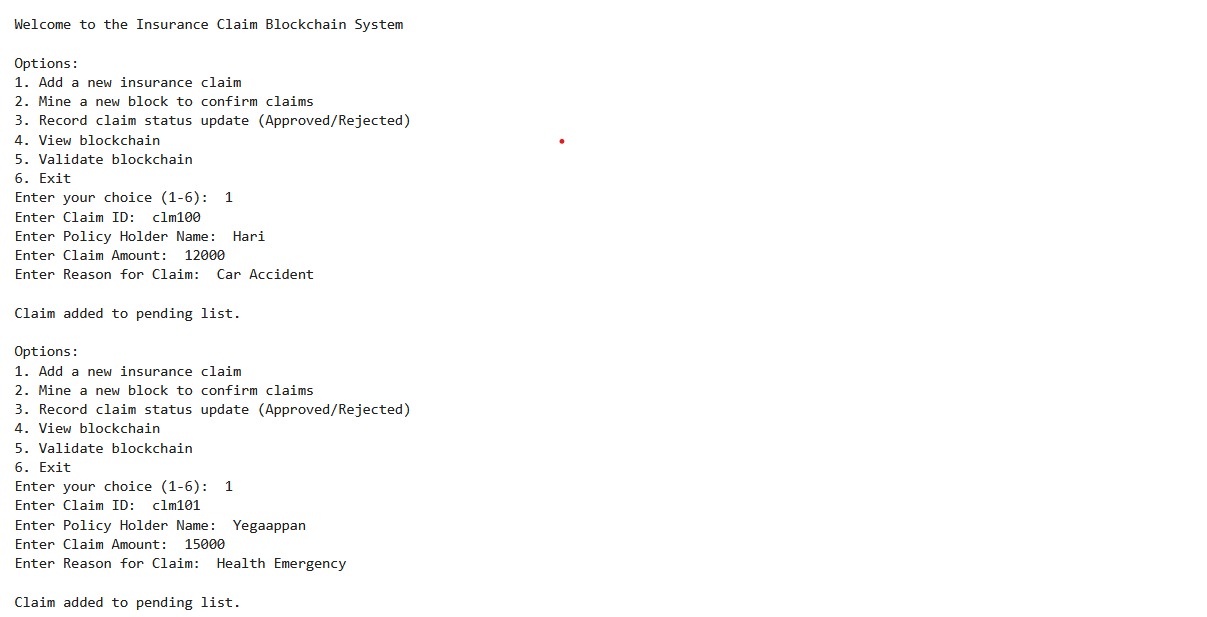 Welcome to the Insurance Claim Blockchain System
Options:
1. Add a new insurance claim
2. Mine a new block to confirm claims
3. Record claim status update (Approved/Rejected)
4. View blockchain
5. Validate blockchain
6. Exit
Enter your choice (1-6):  1
Enter Claim ID:  clm100
Enter Policy Holder Name:  Hari
Enter Claim Amount:  12000
Enter Reason for Claim:  Car Accident
Claim added to pending list.
Options:
1. Add a new insurance claim
2. Mine a new block to confirm claims
3. Record claim status update (Approved/Rejected)
4. View blockchain
5. Validate blockchain
6. Exit
Enter your choice (1-6):  1
Enter Claim ID:  clm101
Enter Policy Holder Name:  Yegaappan
Enter Claim Amount:  15000
Enter Reason for Claim:  Health Emergency
Claim added to pending list.